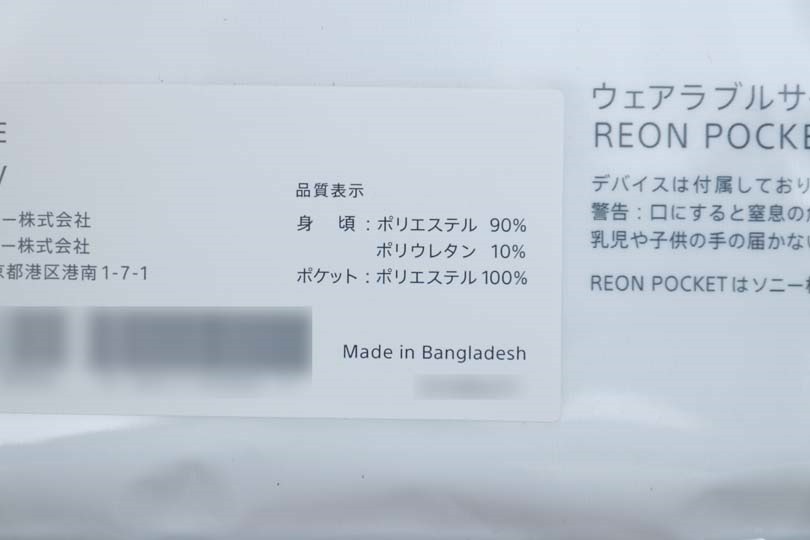 E
y
ー株式会社
ー株式会社
京都港区港南1-7-1
品質表示
身 頃：ポリエステル 90%
ポリウレタン 10%
ポケット：ポリエステル 100%
Made in Bangladesh
ウェアラブルサ
REON POCKE
デバイスは付属しており
警告：口にすると窒息の
乳児や子供の手の届かな
REON POCKETはソニー